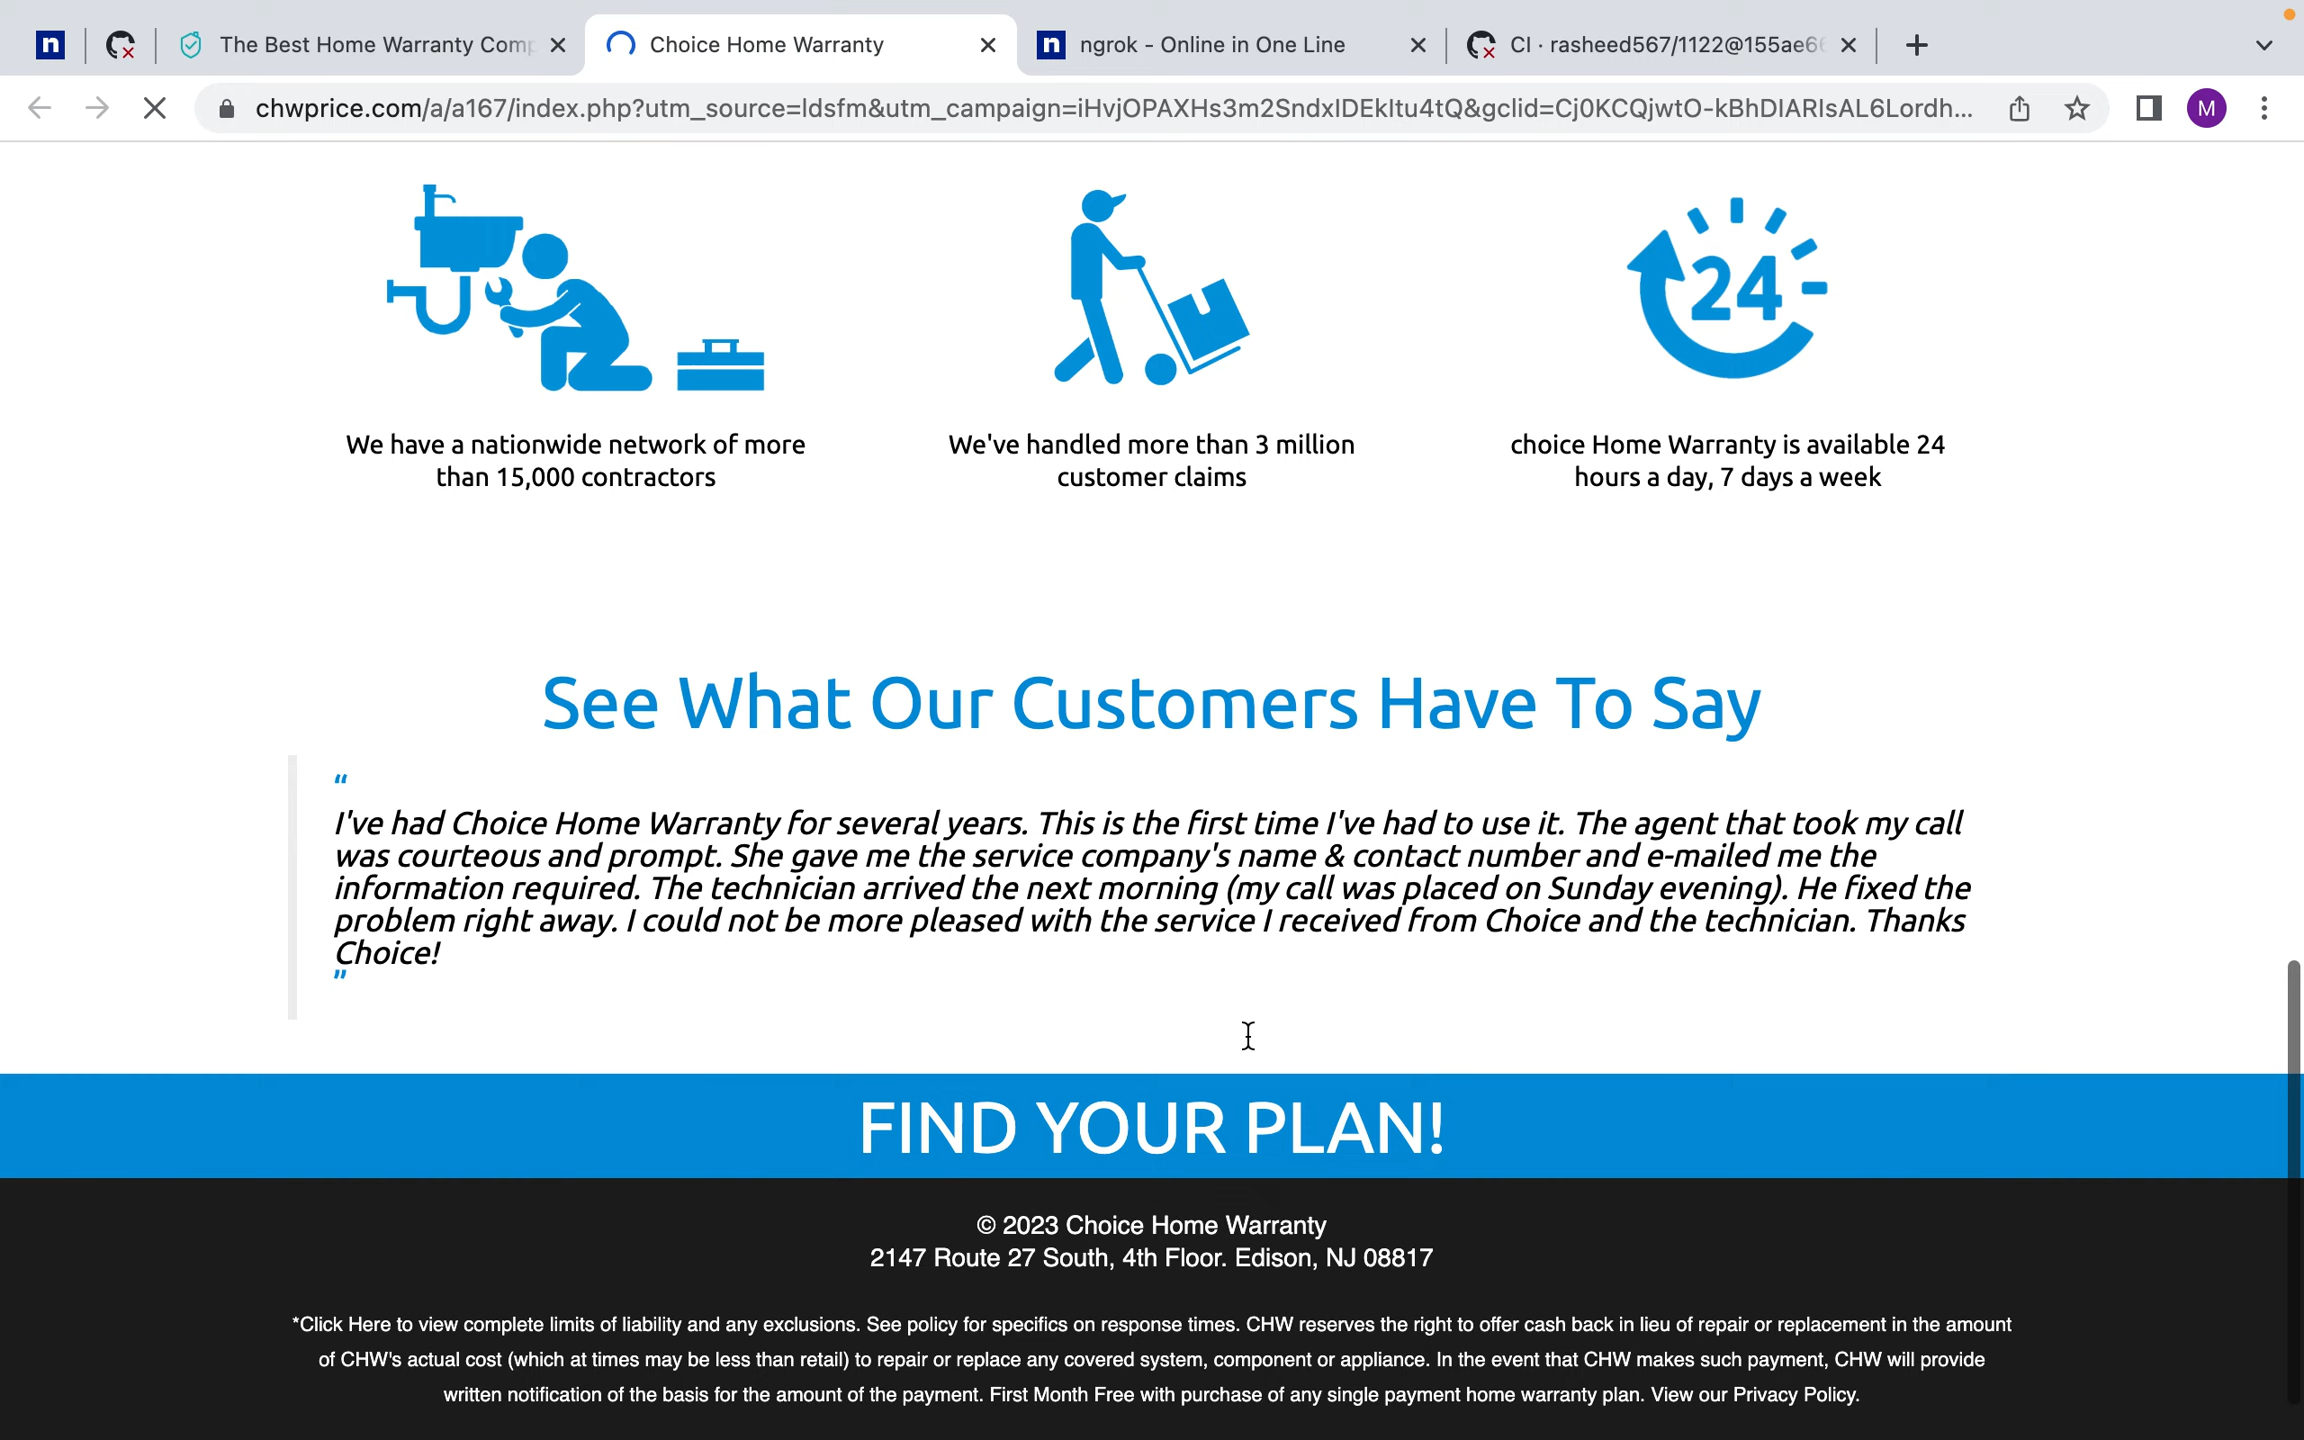 The Best Home Warranty Comp
Choice Home Warranty
ngrok - Online in One Line
CI · rasheed567/1122@155ae66
chwprice.com/a/a167/index.php?utm_source=ldsfm&utm_campaign=iHvjOPAXHs3m2SndxIDEkItu4tQ&gclid=Cj0KCQjwtO-kBhDIARIsAL6Lordh...
M
24
We have a nationwide network of more
than 15,000 contractors
We've handled more than 3 million
customer claims
choice Home Warranty is available 24
hours a day, 7 days a week
See What Our Customers Have To Say
“
I've had Choice Home Warranty for several years. This is the first time I've had to use it. The agent that took my call
was courteous and prompt. She gave me the service company's name & contact number and e-mailed me the
information required. The technician arrived the next morning (my call was placed on Sunday evening). He fixed the
problem right away. I could not be more pleased with the service I received from Choice and the technician. Thanks
Choice!
”
FIND YOUR PLAN!
© 2023 Choice Home Warranty
2147 Route 27 South, 4th Floor. Edison, NJ 08817
*Click Here to view complete limits of liability and any exclusions. See policy for specifics on response times. CHW reserves the right to offer cash back in lieu of repair or replacement in the amount
of CHW's actual cost (which at times may be less than retail) to repair or replace any covered system, component or appliance. In the event that CHW makes such payment, CHW will provide
written notification of the basis for the amount of the payment. First Month Free with purchase of any single payment home warranty plan. View our Privacy Policy.